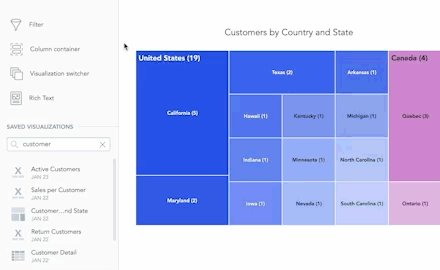 Filter
Column container
Visualization switcher
Rich Text
SAVED VISUALIZATIONS
customer
Active Customers
JAN 23
Sales per Customer
JAN 22
Customer...nd State
JAN 22
Return Customers
JAN 22
Customer Detail
JAN 22
Customers by Country and State
United States (19)
California (5)
Maryland (2)
Texas (2)
Arkansas (1)
Hawaii (1)
Kentucky (1)
Michigan (1)
Indiana (1)
Minnesota (1)
North Carolina (1)
Iowa (1)
Nevada (1)
South Carolina (1)
Canada (4)
Quebec (3)
Ontario (1)